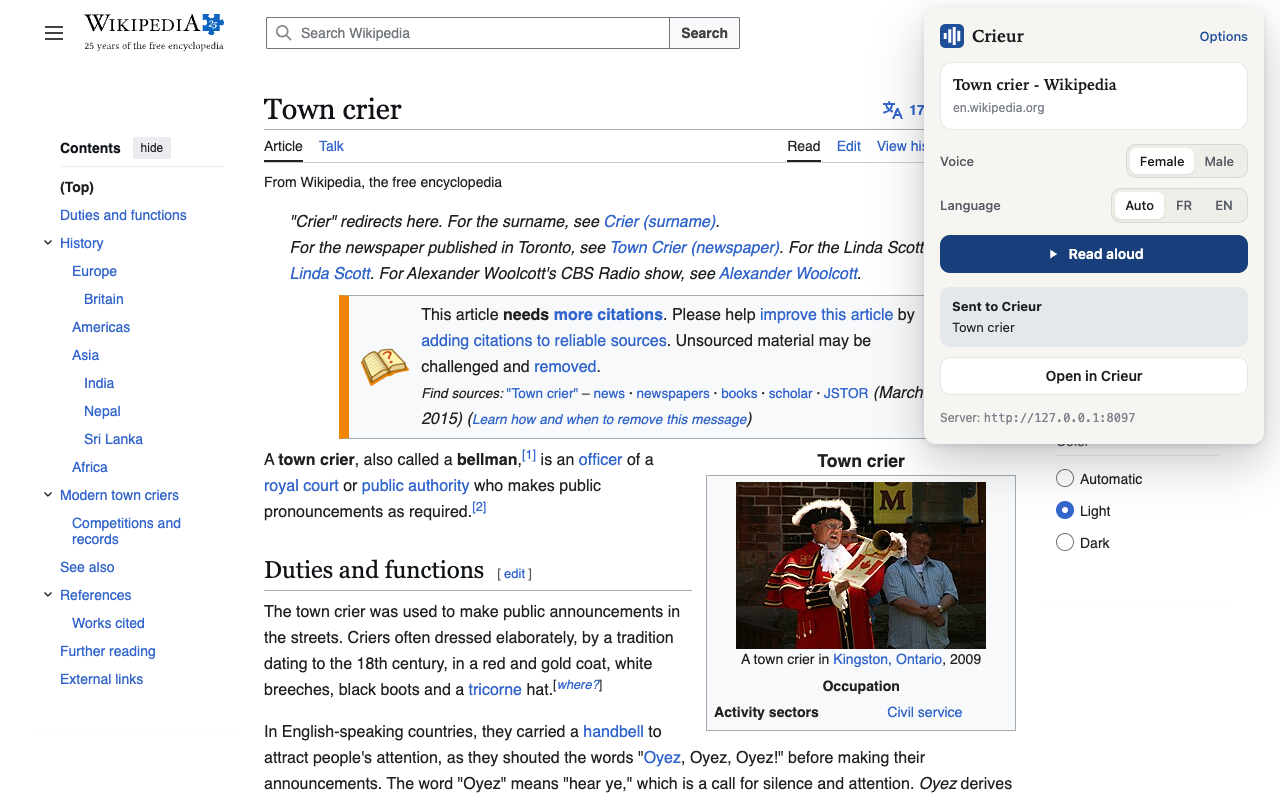 WIKIPEDIA 25
25 years of the free encyclopedia
Search Wikipedia
Search
Contents hide
(Top)
Duties and functions
History
Europe
Britain
Americas
Asia
India
Nepal
Sri Lanka
Africa
Modern town criers
Competitions and
records
See also
References
Works cited
Further reading
External links
Town crier
17
Article Talk
Read Edit View his
From Wikipedia, the free encyclopedia
"Crier" redirects here. For the surname, see Crier (surname).
For the newspaper published in Toronto, see Town Crier (newspaper). For the Linda Scott
Linda Scott. For Alexander Woolcott's CBS Radio show, see Alexander Woolcott.
This article needs more citations. Please help improve this article by
adding citations to reliable sources. Unsourced material may be
challenged and removed.
Find sources: "Town crier" – news · newspapers · books · scholar · JSTOR (March
2015) (Learn how and when to remove this message)
A town crier, also called a bellman,[1] is an officer of a
royal court or public authority who makes public
pronouncements as required.[2]
Duties and functions [ edit ]
The town crier was used to make public announcements in
the streets. Criers often dressed elaborately, by a tradition
dating to the 18th century, in a red and gold coat, white
breeches, black boots and a tricorne hat.[where?]
In English-speaking countries, they carried a handbell to
attract people's attention, as they shouted the words "Oyez, Oyez, Oyez!" before making their
announcements. The word "Oyez" means "hear ye," which is a call for silence and attention. Oyez derives
Town crier
U
M
A town crier in Kingston, Ontario, 2009
Occupation
Activity sectors Civil service
Crieur
Options
Town crier - Wikipedia
en.wikipedia.org
Voice Female Male
Language Auto FR EN
Read aloud
Sent to Crieur
Town crier
Open in Crieur
Server: http://127.0.0.1:8097
Color
Automatic
Light
Dark